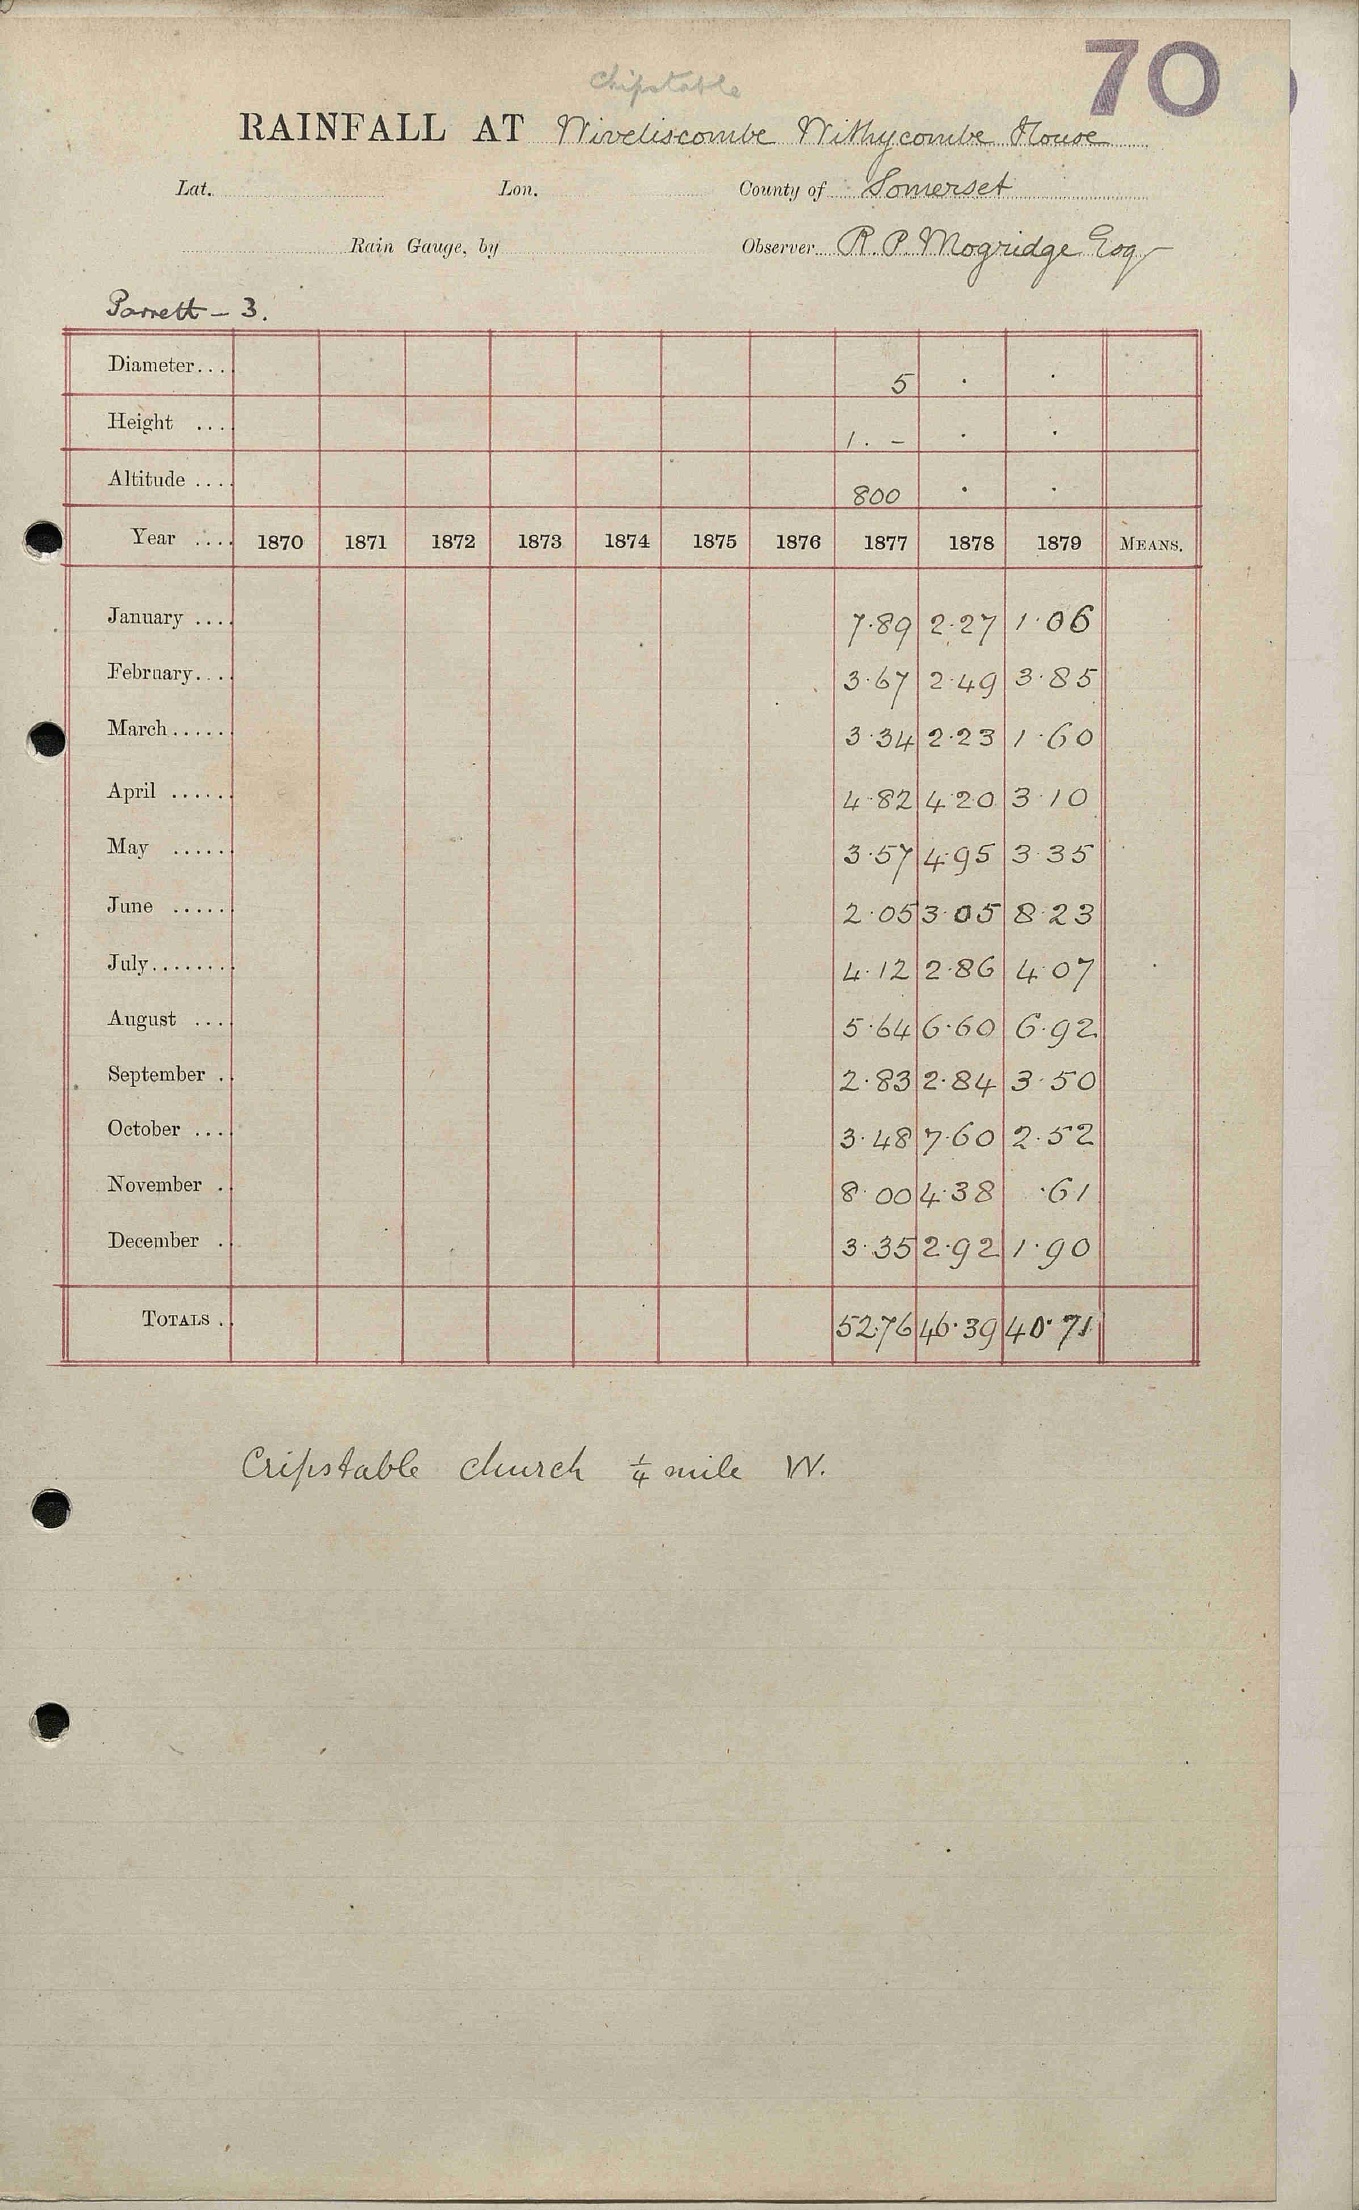 70
Chipstable
RAINFALL AT Wiveliscombe Withycombe House
Lat. Lon. County of Somerset
Rain Gauge, by Observer R. P. Mogridge Esq
Parrett - 3.
Diameter... 5 . .
Height ... 1. - . .
Altitude .... 800 . .
Year .... 1870 1871 1872 1873 1874 1875 1876 1877 1878 1879 MEANS.
January .... 7.89 2.27 1.06
February... 3.67 2.49 3.85
March...... 3.34 2.23 1.60
April ...... 4.82 4.20 3.10
May ...... 3.57 4.95 3.35
June ...... 2.05 3.05 8.23
July........ 4.12 2.86 4.07
August .... 5.64 6.60 6.92
September . 2.83 2.84 3.50
October .... 3.48 7.60 2.52
November . 8.00 4.38 .61
December . 3.35 2.92 1.90
TOTALS . 52.76 46.39 40.71
Cripstable church 1/4 mile W.